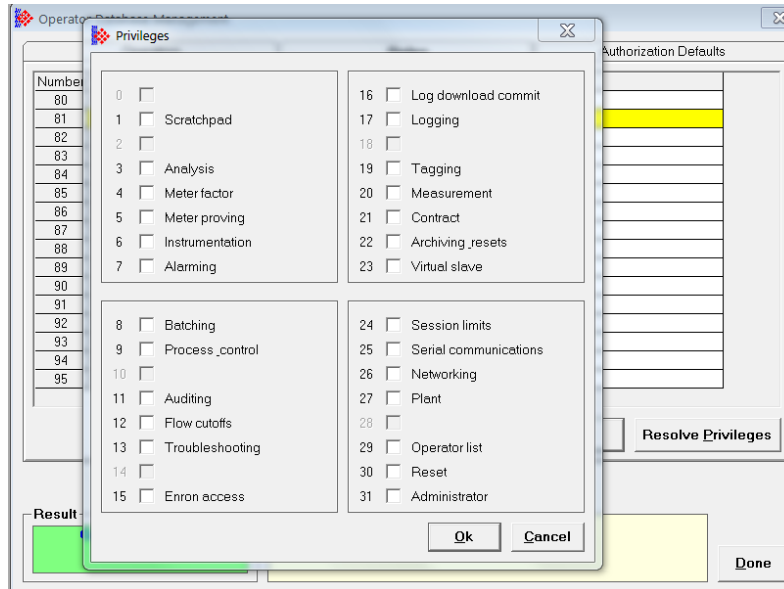 Operator Database Management
Privileges
Authorization Defaults
Number
80
81
82
83
84
85
86
87
88
89
90
91
92
93
94
95
0
1 Scratchpad
2
3 Analysis
4 Meter factor
5 Meter proving
6 Instrumentation
7 Alarming
16 Log download commit
17 Logging
18
19 Tagging
20 Measurement
21 Contract
22 Archiving_resets
23 Virtual slave
8 Batching
9 Process_control
10
11 Auditing
12 Flow cutoffs
13 Troubleshooting
14
15 Enron access
24 Session limits
25 Serial communications
26 Networking
27 Plant
28
29 Operator list
30 Reset
31 Administrator
Ok Cancel
Resolve Privileges
Result
Done